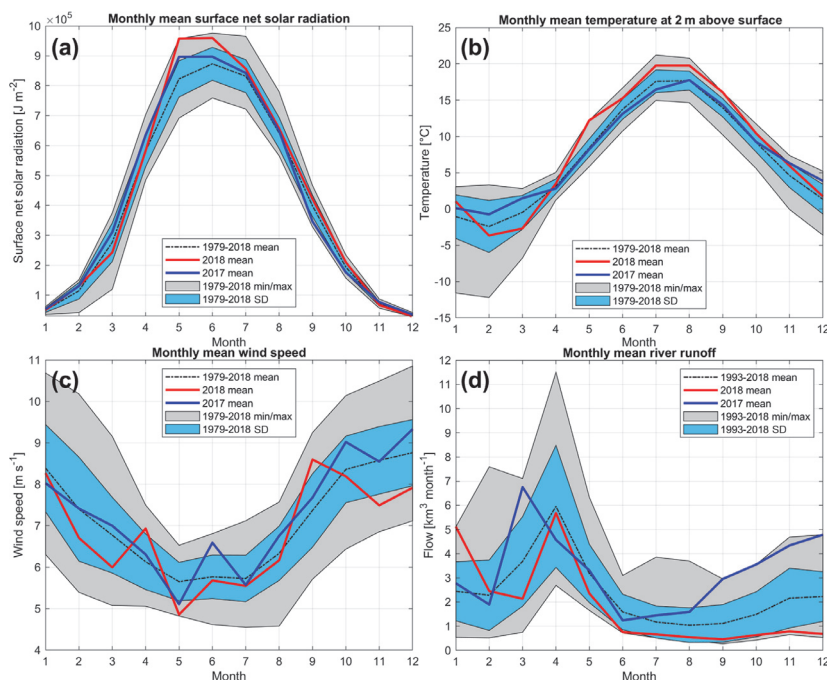 Monthly mean surface net solar radiation
(a)
× 10⁵
Surface net solar radiation [J m⁻²]
10
9
8
7
6
5
4
3
2
1
1979-2018 mean
2018 mean
2017 mean
1979-2018 min/max
1979-2018 SD
1 2 3 4 5 6 7 8 9 10 11 12
Month
Monthly mean temperature at 2 m above surface
(b)
Temperature [°C]
25
20
15
10
5
0
-5
-10
-15
1979-2018 mean
2018 mean
2017 mean
1979-2018 min/max
1979-2018 SD
1 2 3 4 5 6 7 8 9 10 11 12
Month
Monthly mean wind speed
(c)
Wind speed [m s⁻¹]
11
10
9
8
7
6
5
4
1979-2018 mean
2018 mean
2017 mean
1979-2018 min/max
1979-2018 SD
1 2 3 4 5 6 7 8 9 10 11 12
Month
Monthly mean river runoff
(d)
Flow [km³ month⁻¹]
12
11
10
9
8
7
6
5
4
3
2
1
0
1993-2018 mean
2018 mean
2017 mean
1993-2018 min/max
1993-2018 SD
1 2 3 4 5 6 7 8 9 10 11 12
Month